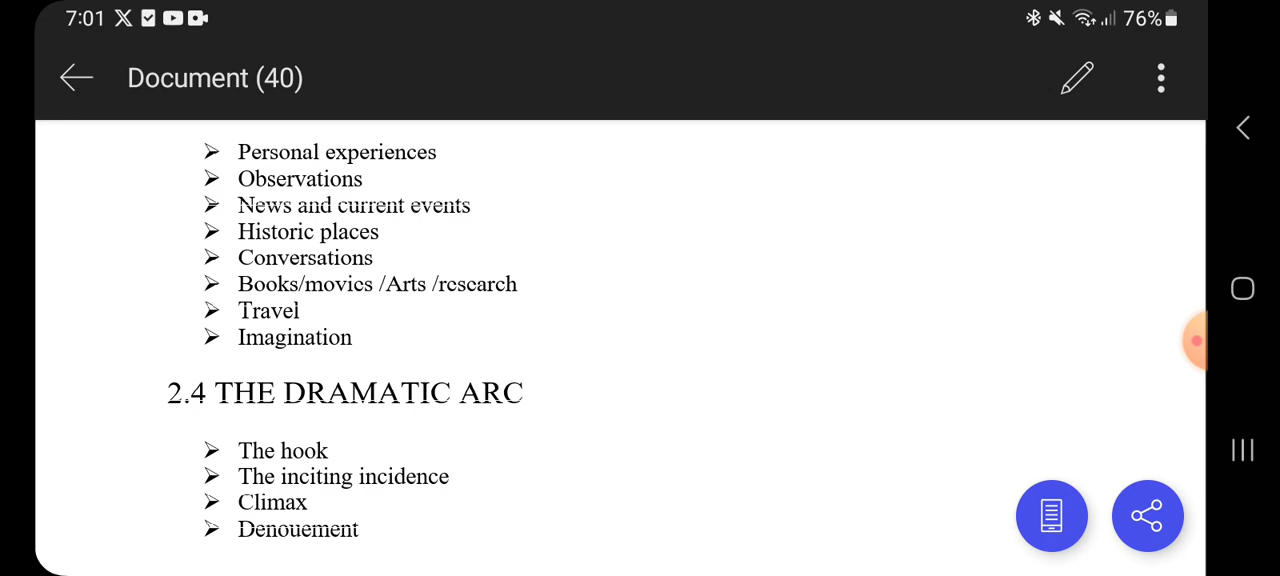 7:01 76%
Document (40)
➢ Personal experiences
➢ Observations
➢ News and current events
➢ Historic places
➢ Conversations
➢ Books/movies /Arts /research
➢ Travel
➢ Imagination
2.4 THE DRAMATIC ARC
➢ The hook
➢ The inciting incidence
➢ Climax
➢ Denouement